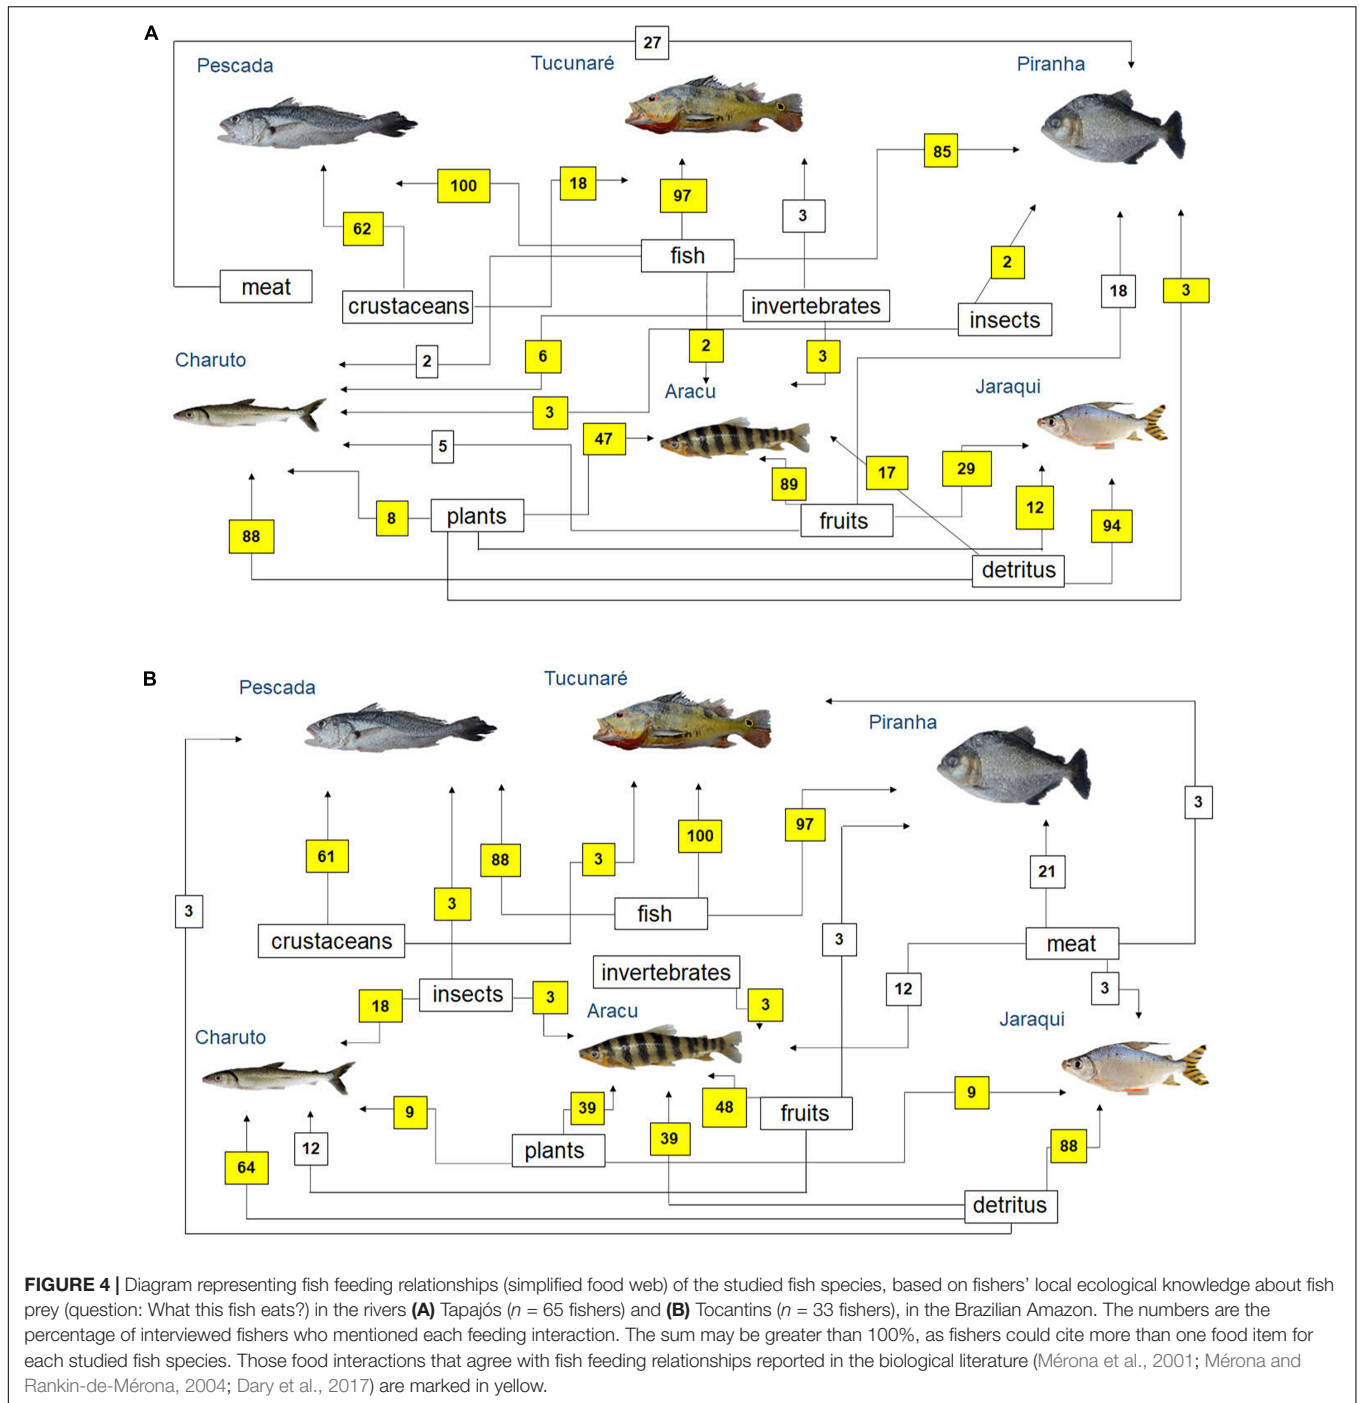 A
27
Pescada
Tucunaré
Piranha
85
100
18
97
3
62
fish
2
meat
crustaceans
invertebrates
insects
18
3
2
6
2
3
Charuto
Aracu
Jaraqui
3
5
47
89
17
29
12
94
88
8
plants
fruits
detritus
B
Pescada
Tucunaré
Piranha
3
61
88
3
100
97
21
3
3
fish
3
crustaceans
invertebrates
meat
insects
3
3
12
3
18
Aracu
Jaraqui
Charuto
9
39
48
fruits
9
12
39
88
64
plants
detritus
FIGURE 4 | Diagram representing fish feeding relationships (simplified food web) of the studied fish species, based on fishers’ local ecological knowledge about fish
prey (question: What this fish eats?) in the rivers (A) Tapajós (n = 65 fishers) and (B) Tocantins (n = 33 fishers), in the Brazilian Amazon. The numbers are the
percentage of interviewed fishers who mentioned each feeding interaction. The sum may be greater than 100%, as fishers could cite more than one food item for
each studied fish species. Those food interactions that agree with fish feeding relationships reported in the biological literature (Mérona et al., 2001; Mérona and
Rankin-de-Mérona, 2004; Dary et al., 2017) are marked in yellow.